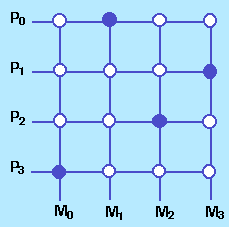 P₀
P₁
P₂
P₃
M₀ M₁ M₂ M₃